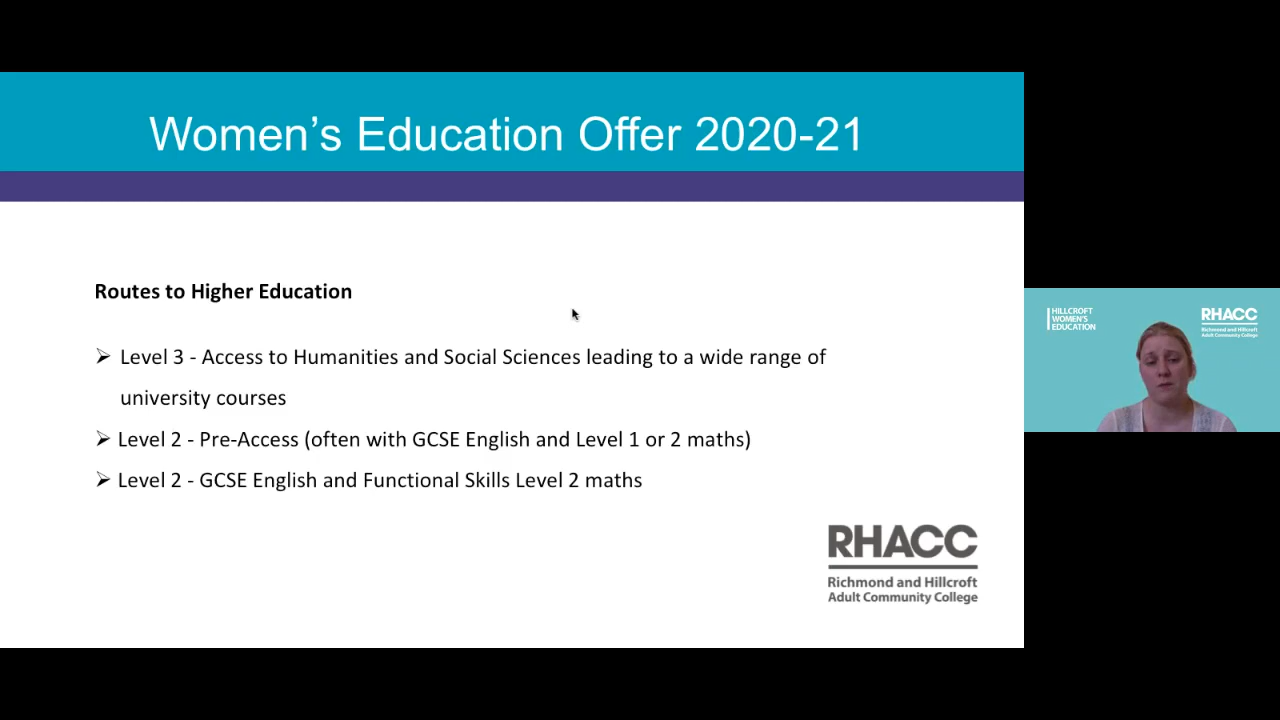 Women's Education Offer 2020-21
Routes to Higher Education
➢ Level 3 - Access to Humanities and Social Sciences leading to a wide range of
university courses
➢ Level 2 - Pre-Access (often with GCSE English and Level 1 or 2 maths)
➢ Level 2 - GCSE English and Functional Skills Level 2 maths
RHACC
Richmond and Hillcroft
Adult Community College
HILLCROFT
WOMEN'S
EDUCATION
RHACC
Richmond and Hillcroft
Adult Community College